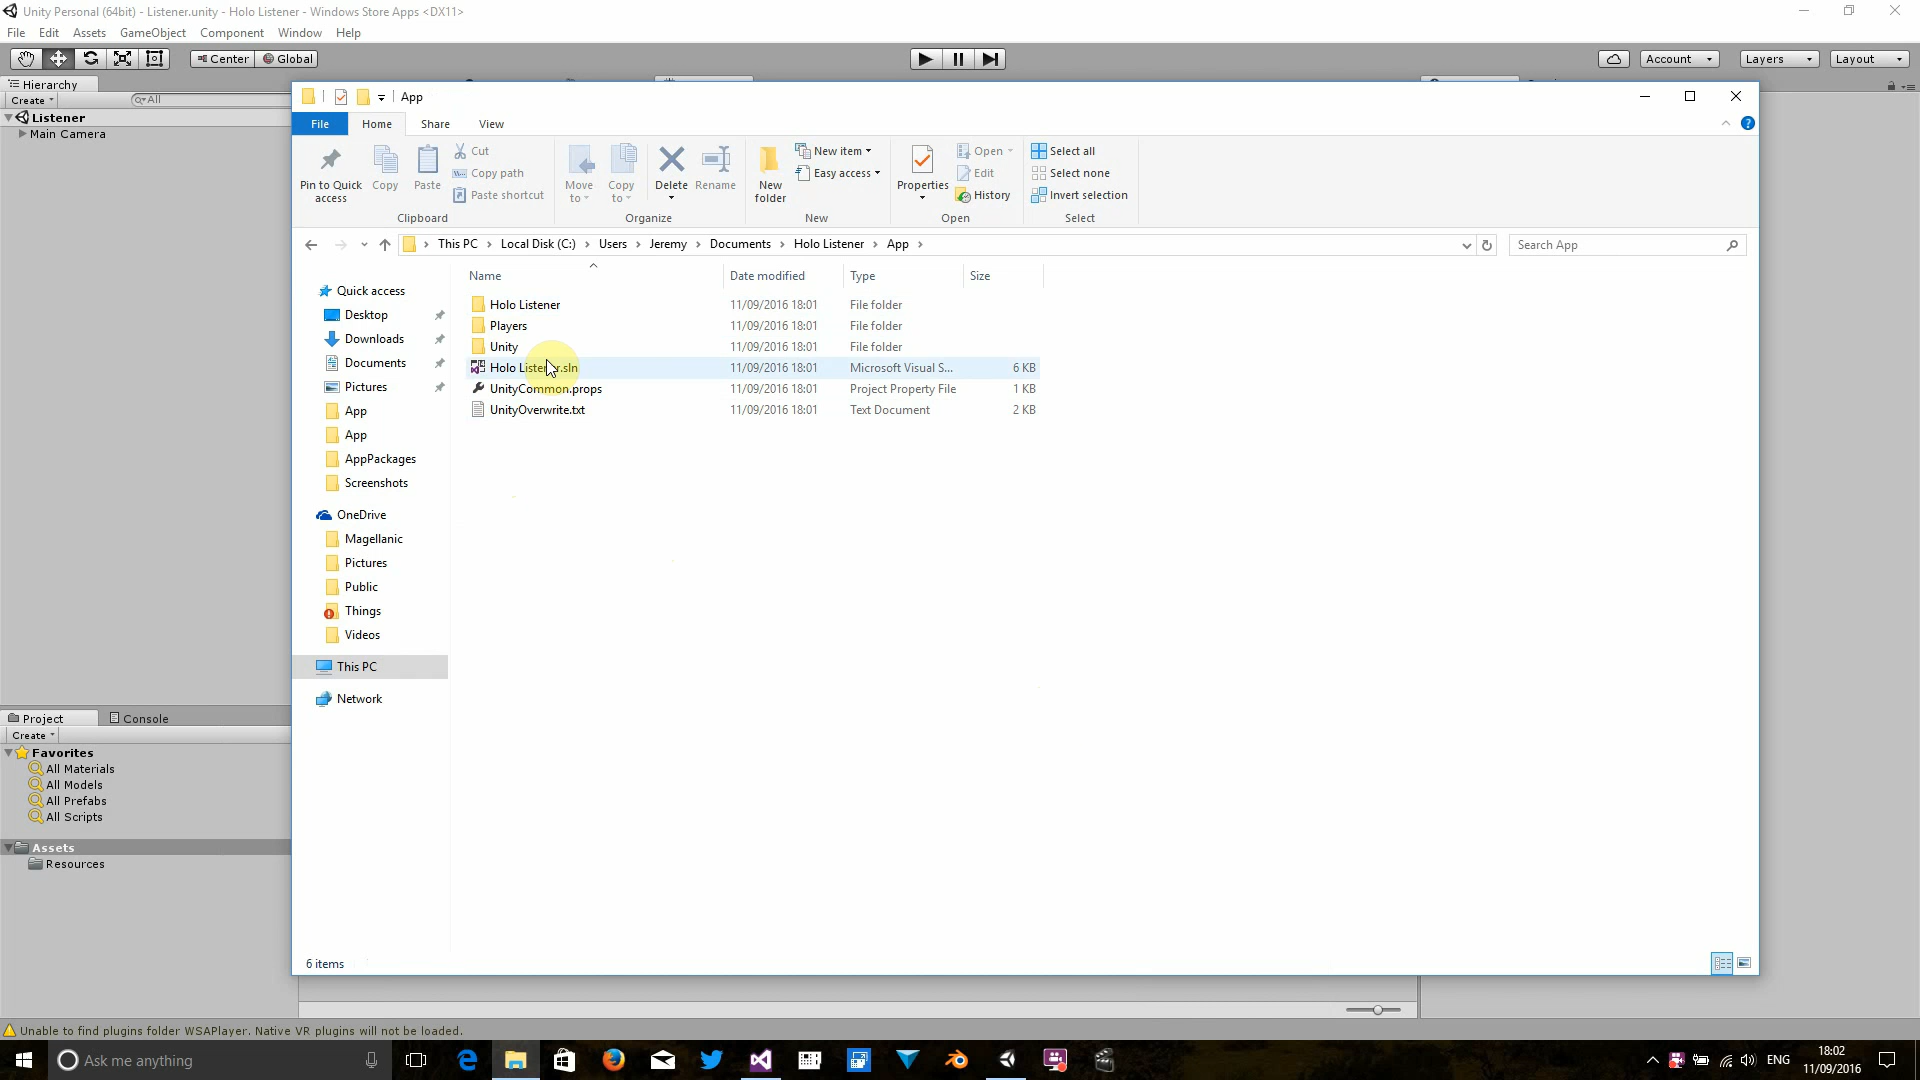 Unity Personal (64bit) - Listener.unity - Holo Listener - Windows Store Apps <DX11>
File Edit Assets GameObject Component Window Help
Center Global Account Layers Layout
Hierarchy
Create All
Listener
Main Camera
App
File Home Share View
Pin to Quick access
Copy
Paste
Cut
Copy path
Paste shortcut
Clipboard
Move to
Copy to
Delete
Rename
Organize
New folder
New item
Easy access
New
Properties
Open
Edit
History
Open
Select all
Select none
Invert selection
Select
This PC Local Disk (C:) Users Jeremy Documents Holo Listener App
Search App
Name Date modified Type Size
Holo Listener 11/09/2016 18:01 File folder
Players 11/09/2016 18:01 File folder
Unity 11/09/2016 18:01 File folder
Holo Listener.sln 11/09/2016 18:01 Microsoft Visual S... 6 KB
UnityCommon.props 11/09/2016 18:01 Project Property File 1 KB
UnityOverwrite.txt 11/09/2016 18:01 Text Document 2 KB
Quick access
Desktop
Downloads
Documents
Pictures
App
App
AppPackages
Screenshots
OneDrive
Magellanic
Pictures
Public
Things
Videos
This PC
Network
6 items
Project Console
Create
Favorites
All Materials
All Models
All Prefabs
All Scripts
Assets
Resources
Unable to find plugins folder WSAPlayer. Native VR plugins will not be loaded.
Ask me anything
ENG
18:02
11/09/2016